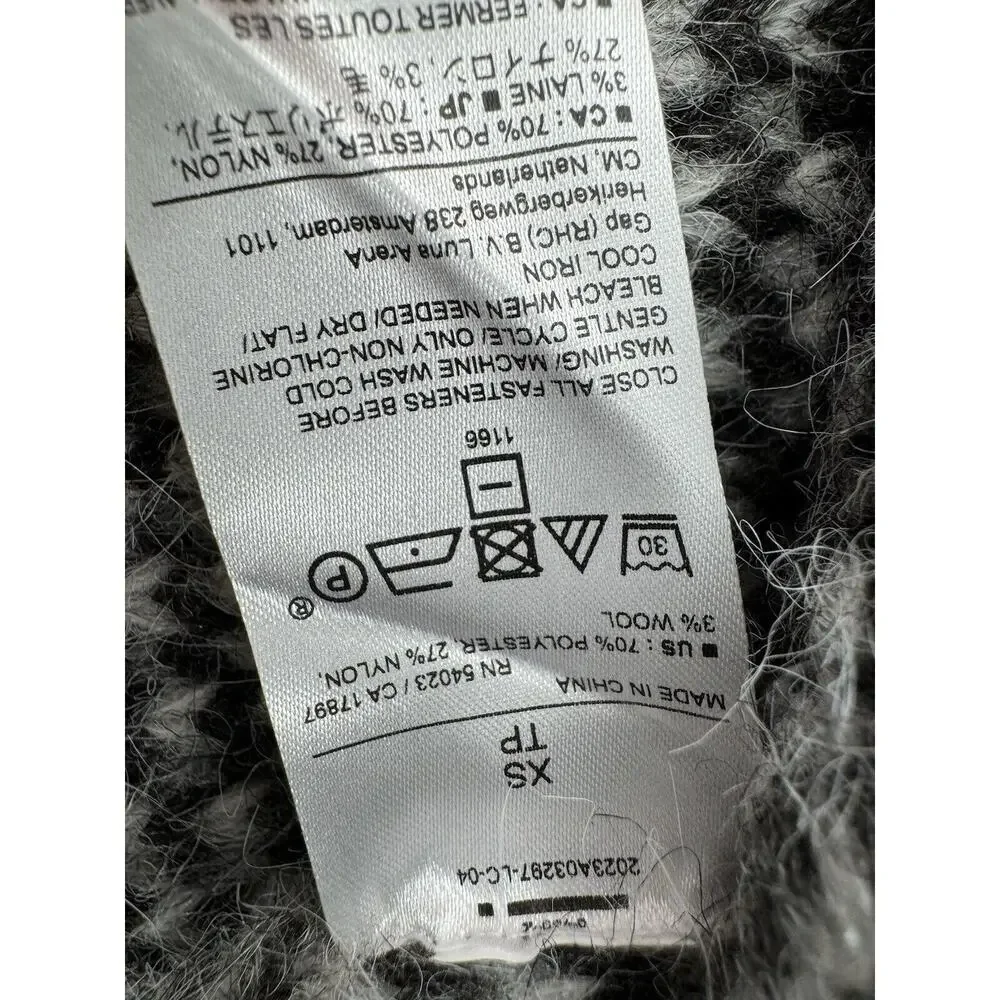 2023A03297-LC-04
XS
TP
MADE IN CHINA
RN 54023 / CA 17897
■ US : 70% POLYESTER, 27% NYLON,
3% WOOL
30
P
®
1166
CLOSE ALL FASTENERS BEFORE
WASHING/ MACHINE WASH COLD
GENTLE CYCLE/ ONLY NON-CHLORINE
BLEACH WHEN NEEDED/ DRY FLAT/
COOL IRON
Gap (RHC) B.V. Luna ArenA
Herikerbergweg 238 Amsterdam, 1101
CM, Netherlands
■ CA : 70% POLYESTER, 27% NYLON,
3% LAINE ■ JP : 70% ポリエステル,
27% ナイロン, 3% 毛
■ CA : FERMER TOUTES LES